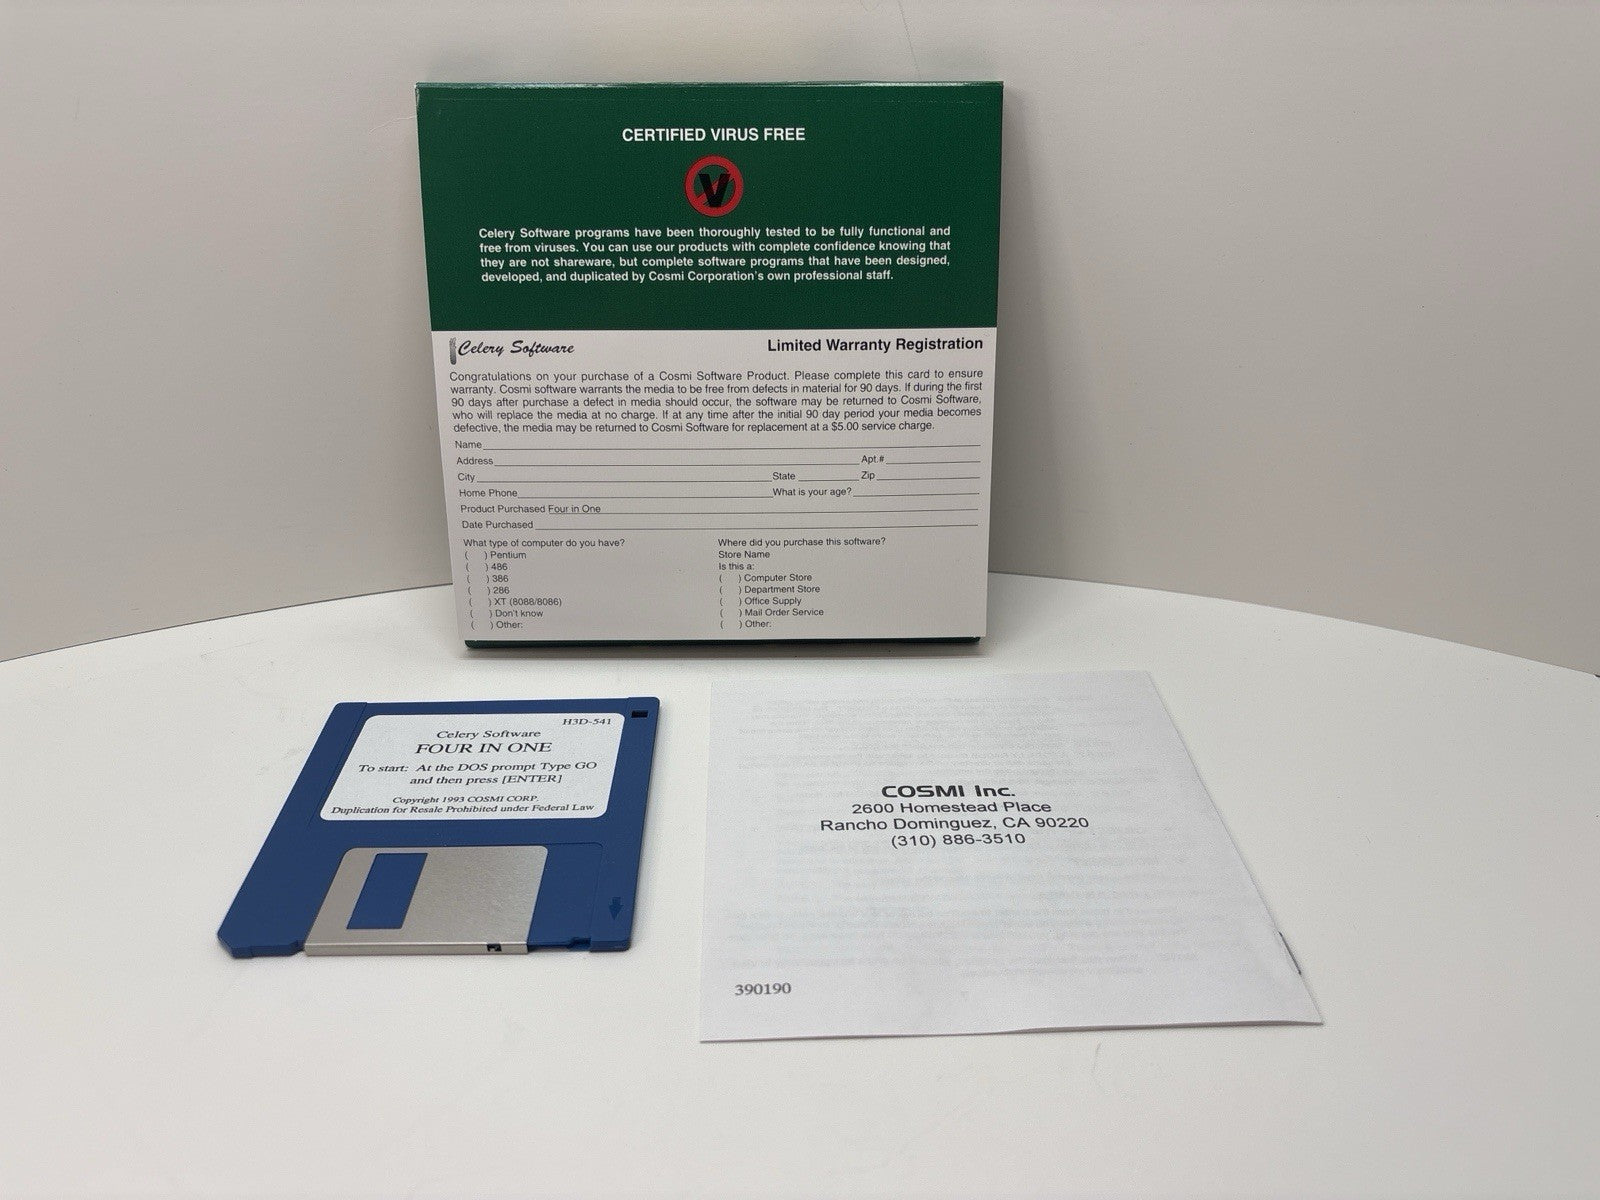 CERTIFIED VIRUS FREE
V
Celery Software programs have been thoroughly tested to be fully functional and
free from viruses. You can use our products with complete confidence knowing that
they are not shareware, but complete software programs that have been designed,
developed, and duplicated by Cosmi Corporation's own professional staff.
Celery Software
Limited Warranty Registration
Congratulations on your purchase of a Cosmi Software Product. Please complete this card to ensure
warranty. Cosmi software warrants the media to be free from defects in material for 90 days. If during the first
90 days after purchase a defect in media should occur, the software may be returned to Cosmi Software,
who will replace the media at no charge. If at any time after the initial 90 day period your media becomes
defective, the media may be returned to Cosmi Software for replacement at a $5.00 service charge.
Name
Address Apt.#
City State Zip
Home Phone What is your age?
Product Purchased Four in One
Date Purchased
What type of computer do you have?
( ) Pentium
( ) 486
( ) 386
( ) 286
( ) XT (8088/8086)
( ) Don't know
( ) Other:
Where did you purchase this software?
Store Name
Is this a:
( ) Computer Store
( ) Department Store
( ) Office Supply
( ) Mail Order Service
( ) Other:
H3D-541
Celery Software
FOUR IN ONE
To start: At the DOS prompt Type GO
and then press [ENTER]
Copyright 1993 COSMI CORP.
Duplication for Resale Prohibited under Federal Law
COSMI Inc.
2600 Homestead Place
Rancho Dominguez, CA 90220
(310) 886-3510
390190